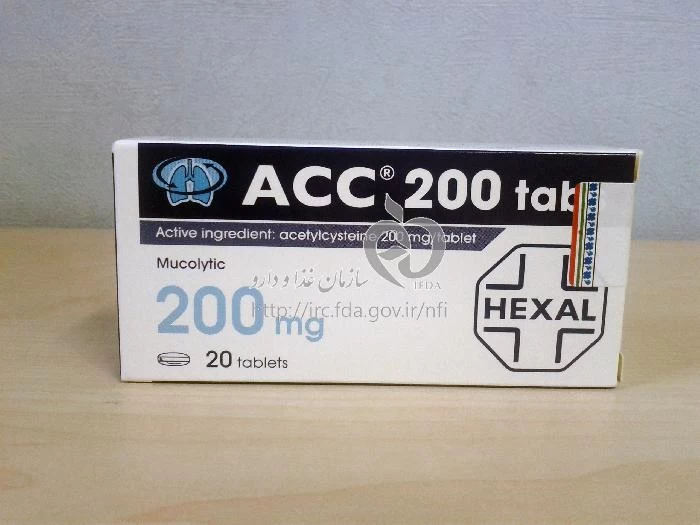 ACC® 200 tab
Active ingredient: acetylcysteine 200 mg/tablet
Mucolytic
200 mg
20 tablets
HEXAL
سازمان غذا و دارو
IFDA
http://irc.fda.gov.ir/nfi